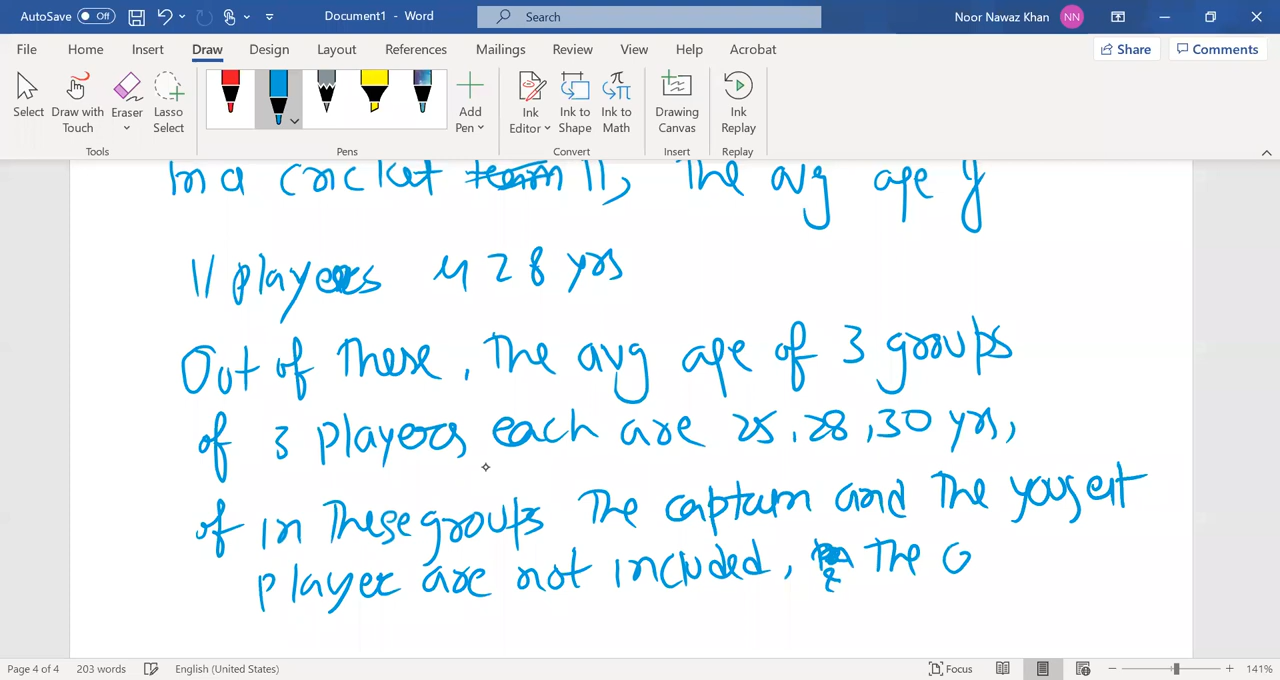 AutoSave Off Document1 - Word Search Noor Nawaz Khan NN
File Home Insert Draw Design Layout References Mailings Review View Help Acrobat Share Comments
Select Draw with Touch Eraser Lasso Select Add Pen Ink Editor Ink to Shape Ink to Math Drawing Canvas Ink Replay
Tools Pens Convert Insert Replay
In a cricket 11, The avg age
11 players 28 yrs
Out of These, The avg age of 3 groups
of 3 players each are 25, 28, 30 yrs,
of in These groups The captain and The yougest
player are not included, The C
Page 4 of 4 203 words English (United States) Focus 141%